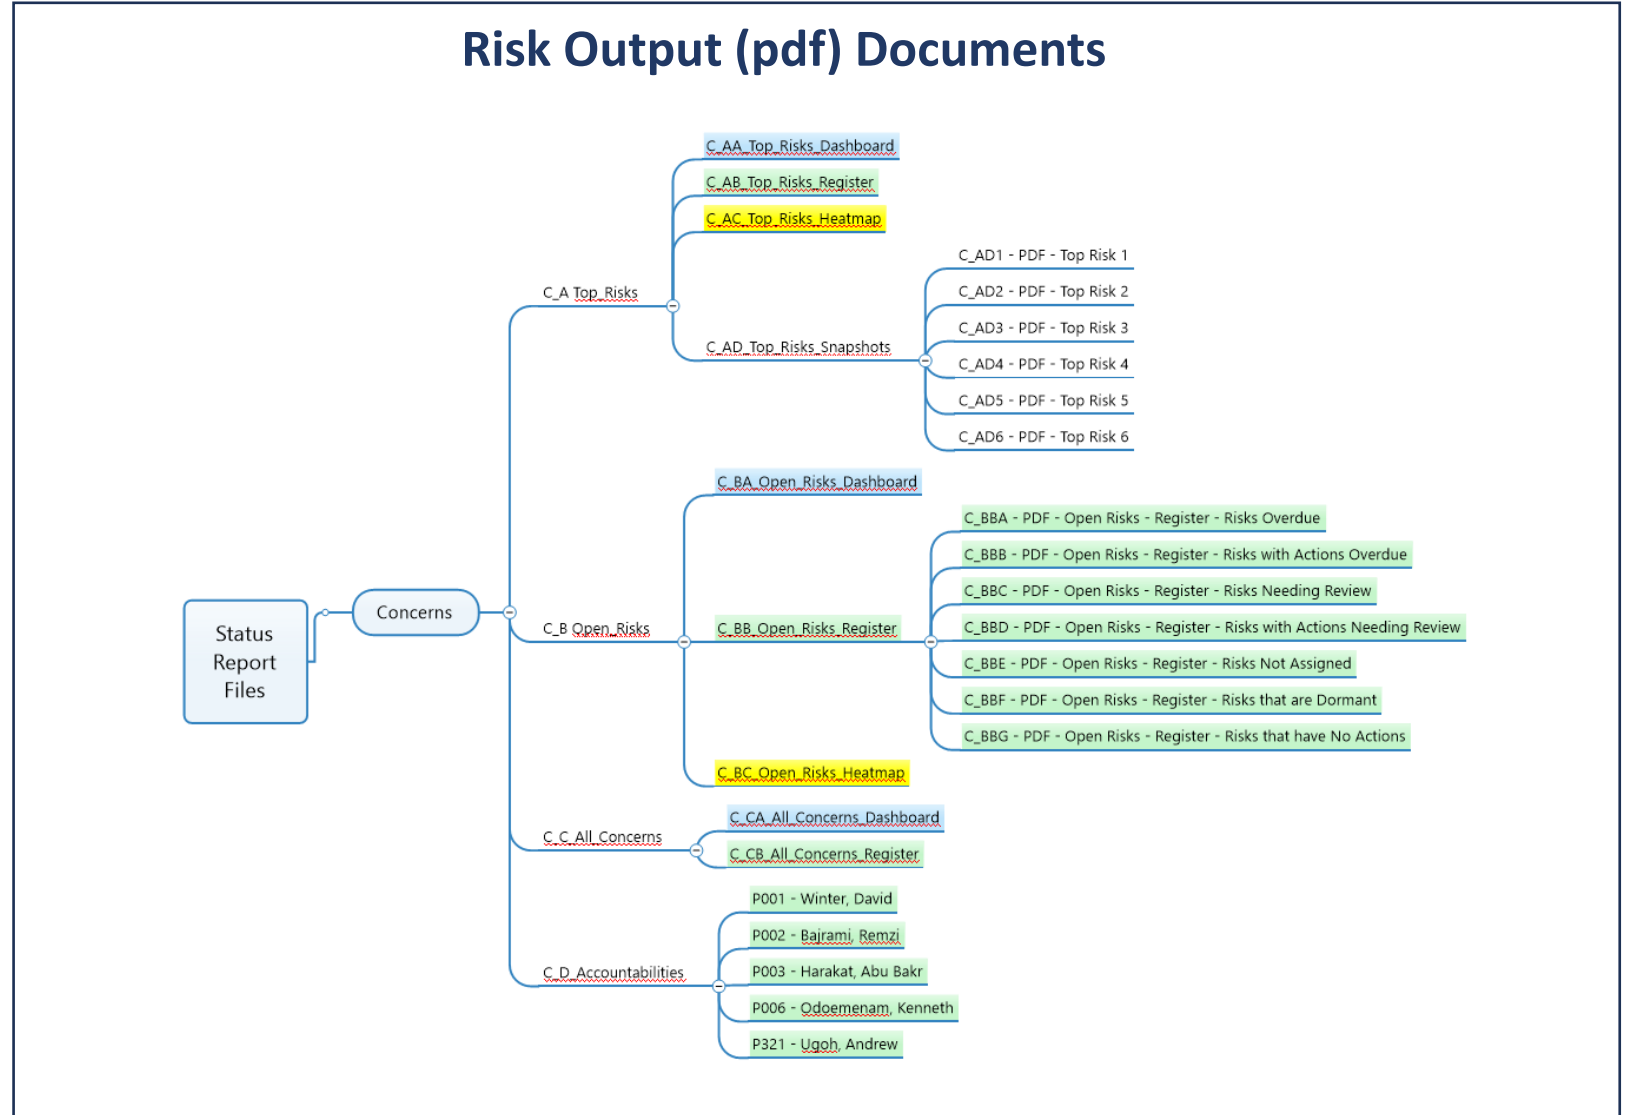 Risk Output (pdf) Documents
C_AA_Top_Risks_Dashboard
C_AB_Top_Risks_Register
C_AC_Top_Risks_Heatmap
C_AD1 - PDF - Top Risk 1
C_A Top_Risks
C_AD2 - PDF - Top Risk 2
C_AD3 - PDF - Top Risk 3
C_AD_Top_Risks_Snapshots
C_AD4 - PDF - Top Risk 4
C_AD5 - PDF - Top Risk 5
C_AD6 - PDF - Top Risk 6
C_BA_Open_Risks_Dashboard
C_BBA - PDF - Open Risks - Register - Risks Overdue
C_BBB - PDF - Open Risks - Register - Risks with Actions Overdue
C_BBC - PDF - Open Risks - Register - Risks Needing Review
Concerns
C_B Open_Risks
C_BB_Open_Risks_Register
C_BBD - PDF - Open Risks - Register - Risks with Actions Needing Review
Status
Report
Files
C_BBE - PDF - Open Risks - Register - Risks Not Assigned
C_BBF - PDF - Open Risks - Register - Risks that are Dormant
C_BBG - PDF - Open Risks - Register - Risks that have No Actions
C_BC_Open_Risks_Heatmap
C_CA_All_Concerns_Dashboard
C_C_All_Concerns
C_CB_All_Concerns_Register
P001 - Winter, David
P002 - Bajrami, Remzi
P003 - Harakat, Abu Bakr
C_D_Accountabilities
P006 - Odoemenam, Kenneth
P321 - Ugoh, Andrew